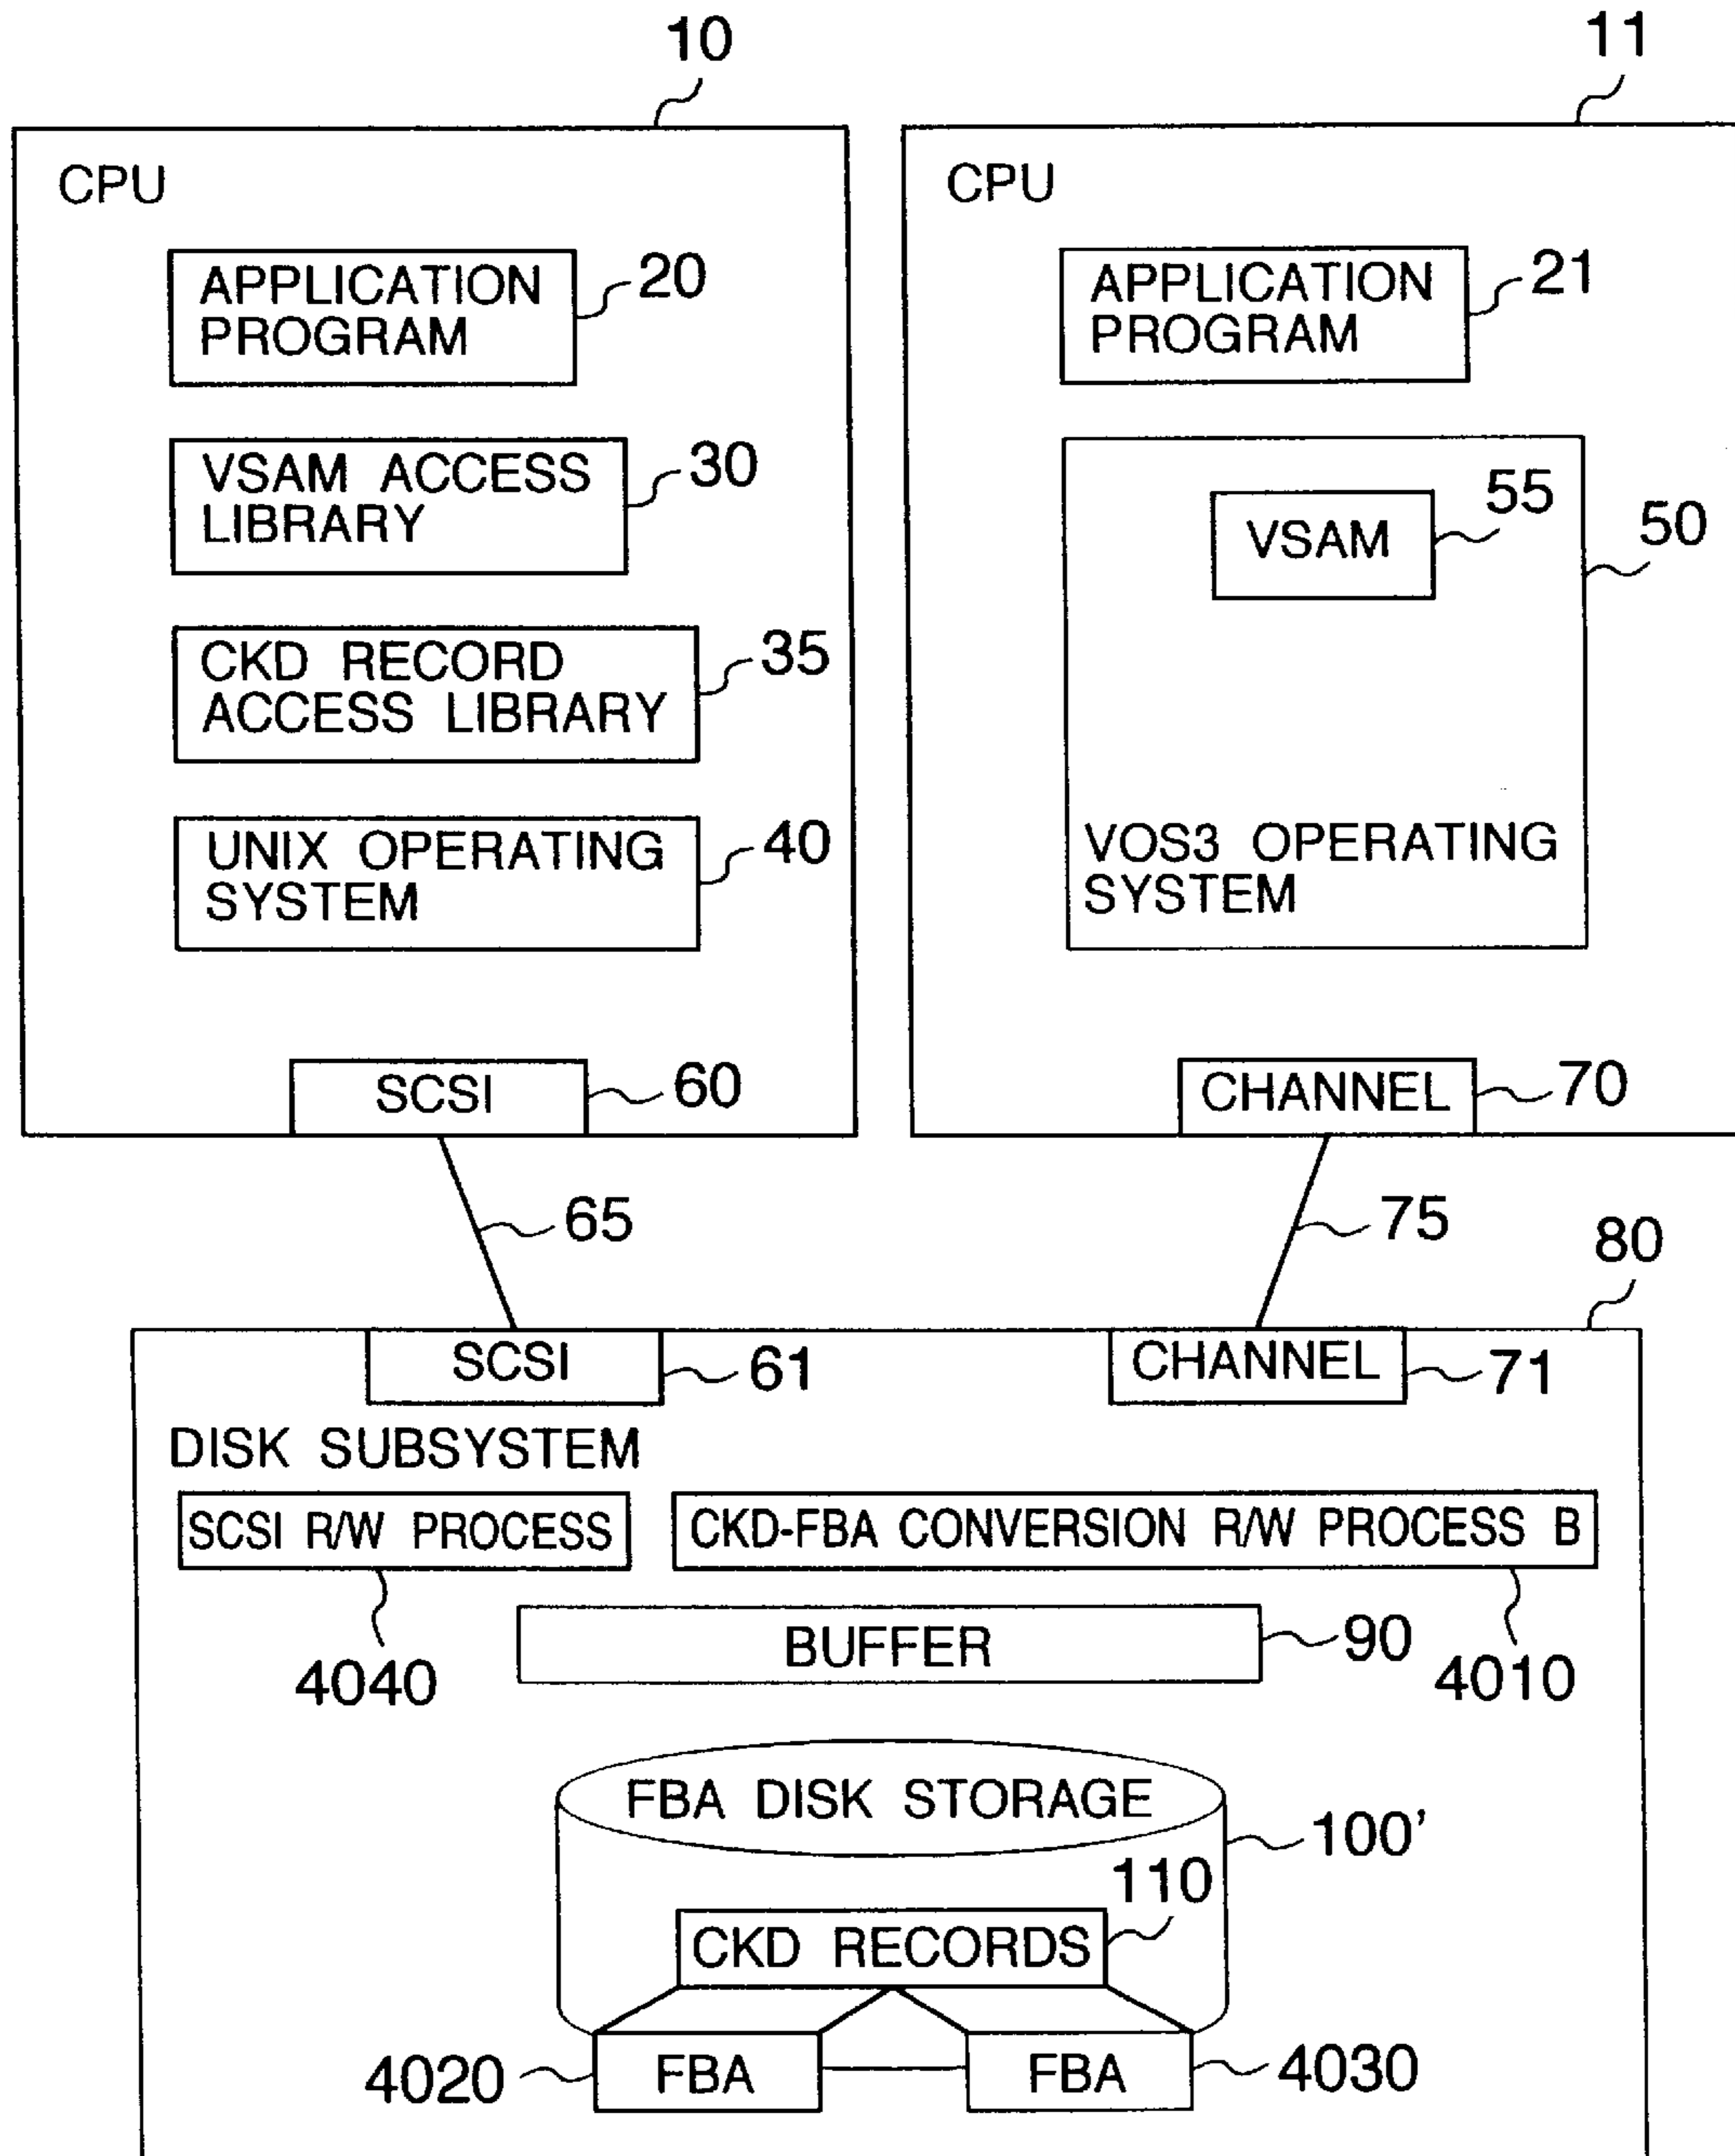 10
11
CPU
CPU
APPLICATION
PROGRAM
20
APPLICATION
PROGRAM
21
VSAM ACCESS
LIBRARY
30
VSAM
55
50
CKD RECORD
ACCESS LIBRARY
35
UNIX OPERATING
SYSTEM
40
VOS3 OPERATING
SYSTEM
SCSI
60
CHANNEL
70
65
75
80
SCSI
61
CHANNEL
71
DISK SUBSYSTEM
SCSI R/W PROCESS
CKD-FBA CONVERSION R/W PROCESS B
4040
BUFFER
90
4010
FBA DISK STORAGE
100'
110
CKD RECORDS
4020
FBA
FBA
4030